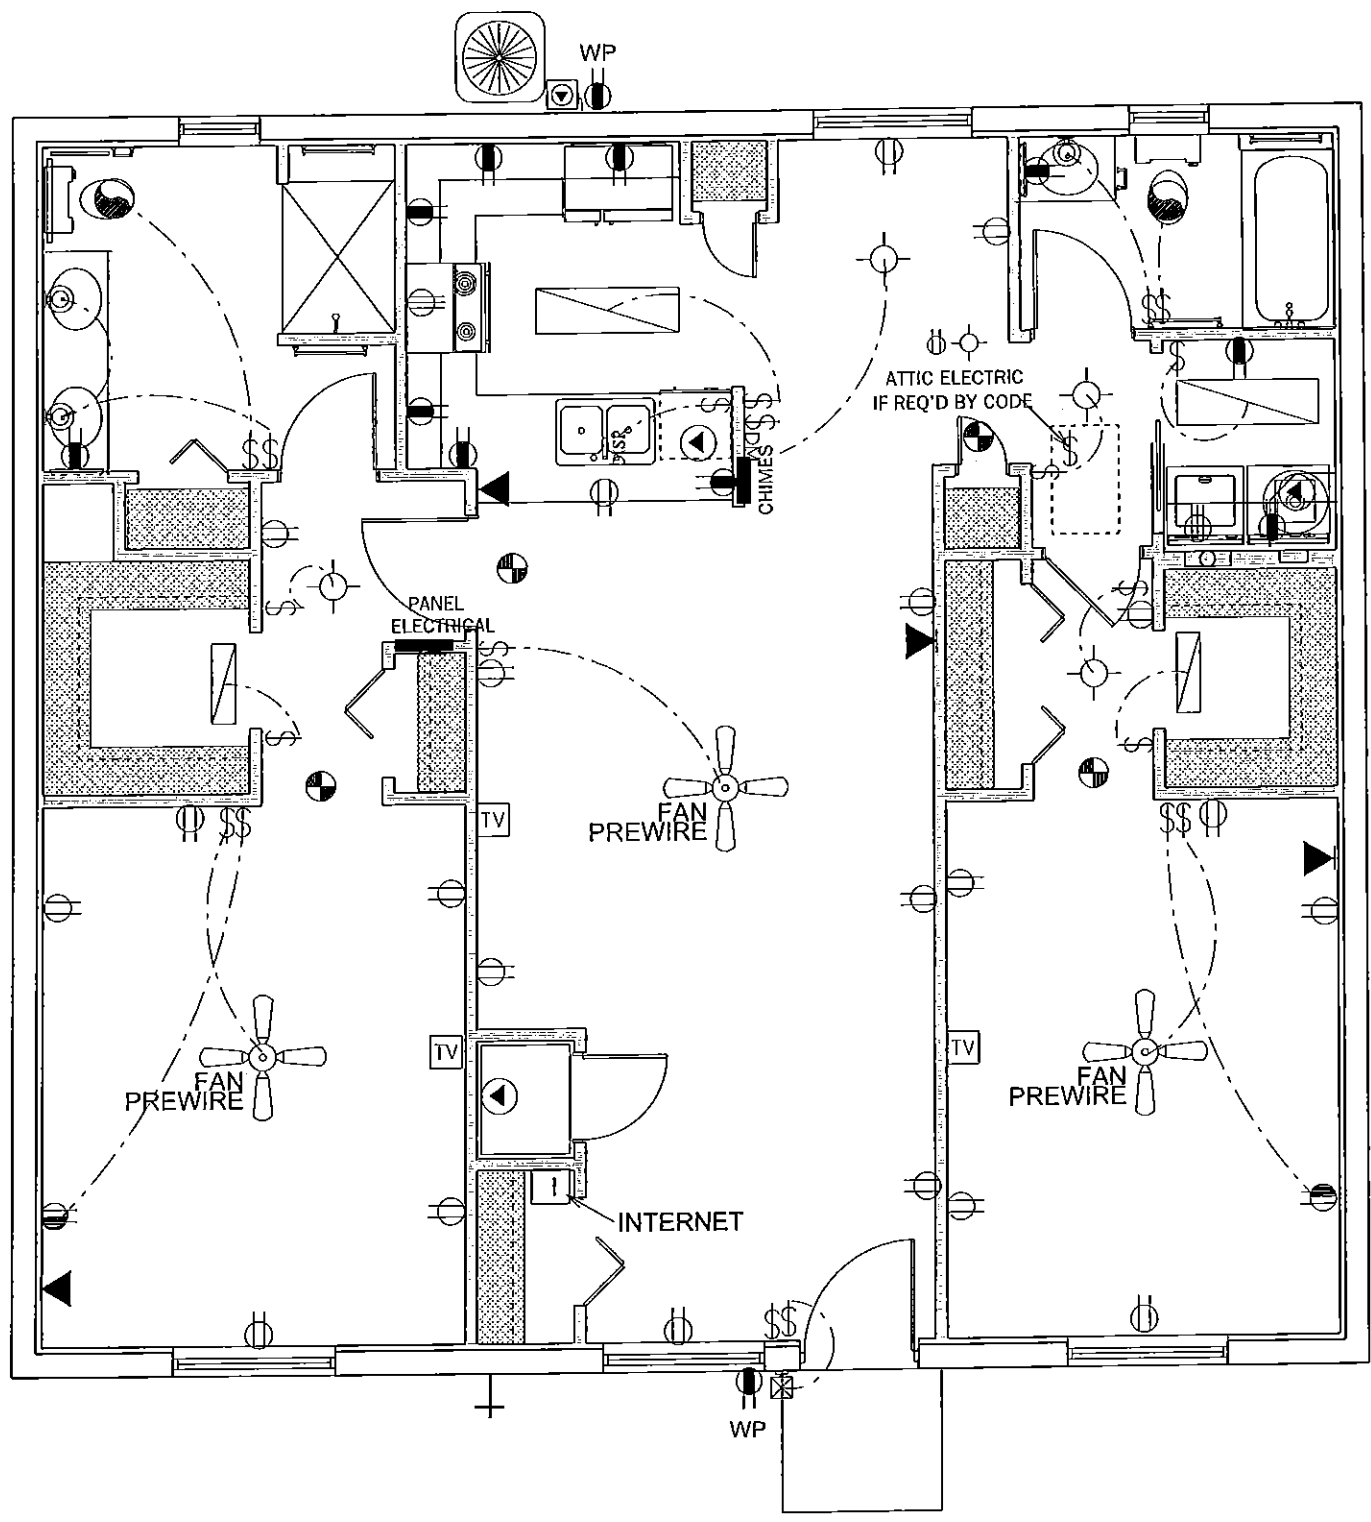 WP
ATTIC ELECTRIC
IF REQ'D BY CODE
$$
$
$$
$
$$
$
D
DISP
CHIMES
$
$
$
PANEL
ELECTRICAL
$
$
$
$
$$
$$
TV
FAN
PREWIRE
TV
FAN
PREWIRE
TV
FAN
PREWIRE
INTERNET
$$
WP